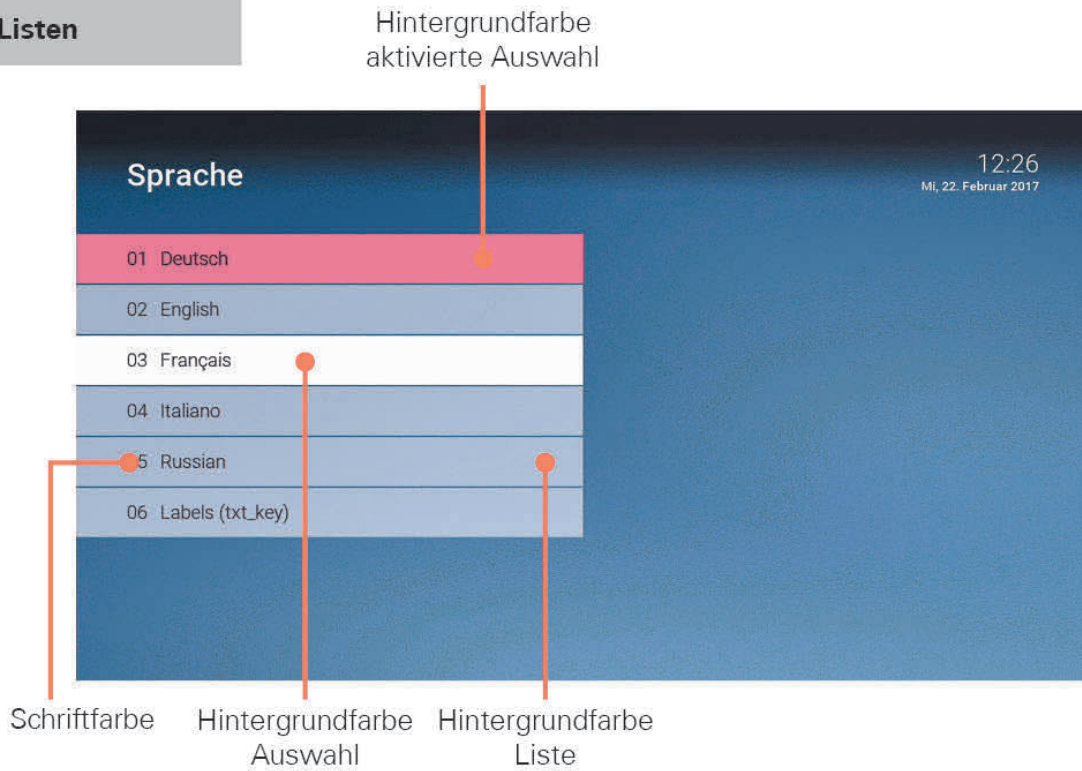 Listen
Hintergrundfarbe
aktivierte Auswahl
Sprache
12:26
Mi, 22. Februar 2017
01 Deutsch
02 English
03 Français
04 Italiano
5 Russian
06 Labels (txt_key)
Schriftfarbe
Hintergrundfarbe
Auswahl
Hintergrundfarbe
Liste